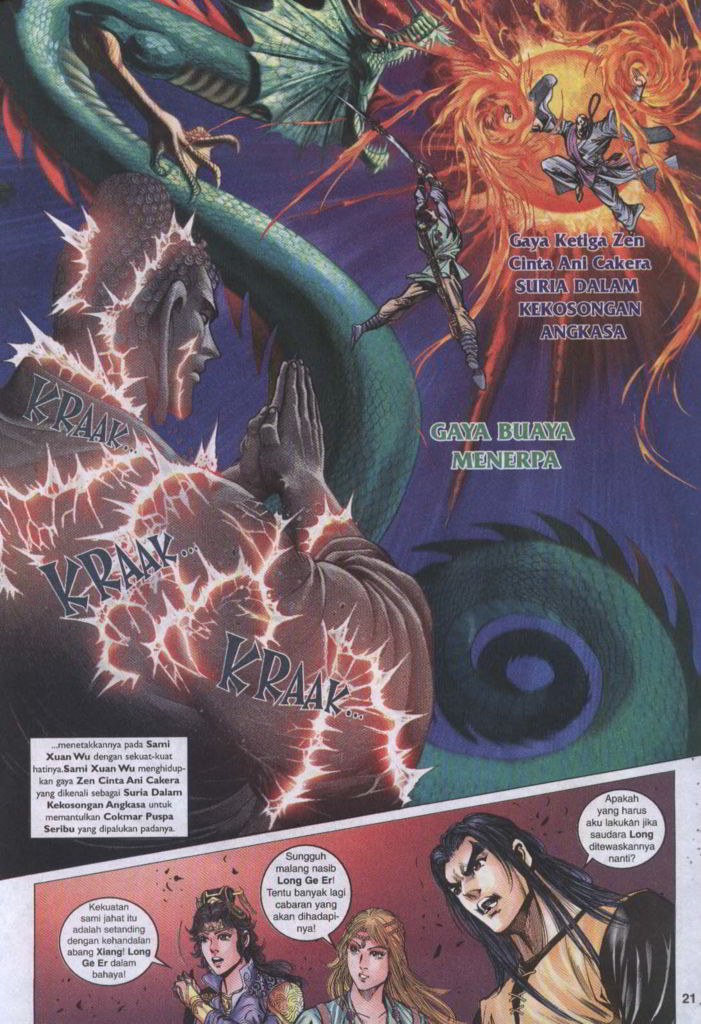 Gaya Ketiga Zen
Cinta Ani Cakera
SURIA DALAM
KEKOSONGAN
ANGKASA
GAYA BUAYA
MENERPA
KRAAK...
KRAAK...
KRAAK...
...menetakkannya pada Sami
Xuan Wu dengan sekuat-kuat
hatinya.Sami Xuan Wu menghidup-
kan gaya Zen Cinta Ani Cakera
yang dikenali sebagai Suria Dalam
Kekosongan Angkasa untuk
memantulkan Cokmar Puspa
Seribu yang dipalukan padanya.
Kekuatan
sami jahat itu
adalah setanding
dengan kehandalan
abang Xiang! Long
Ge Er dalam
bahaya!
Sungguh
malang nasib
Long Ge Er!
Tentu banyak lagi
cabaran yang
akan dihadapi-
nya!
Apakah
yang harus
aku lakukan jika
saudara Long
ditewaskannya
nanti?
21